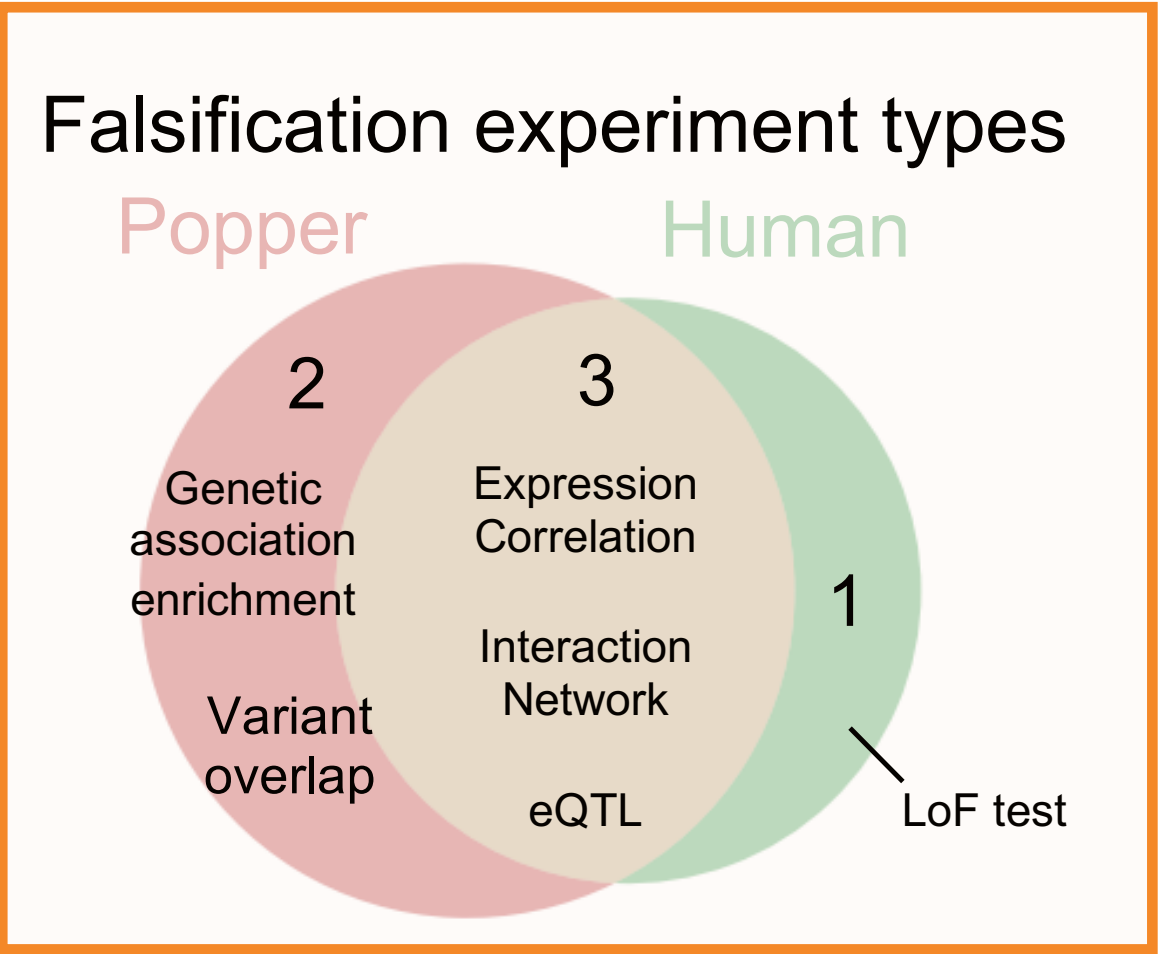 Falsification experiment types
Popper
Human
2
Genetic
association
enrichment
Variant
overlap
3
Expression
Correlation
Interaction
Network
eQTL
1
LoF test